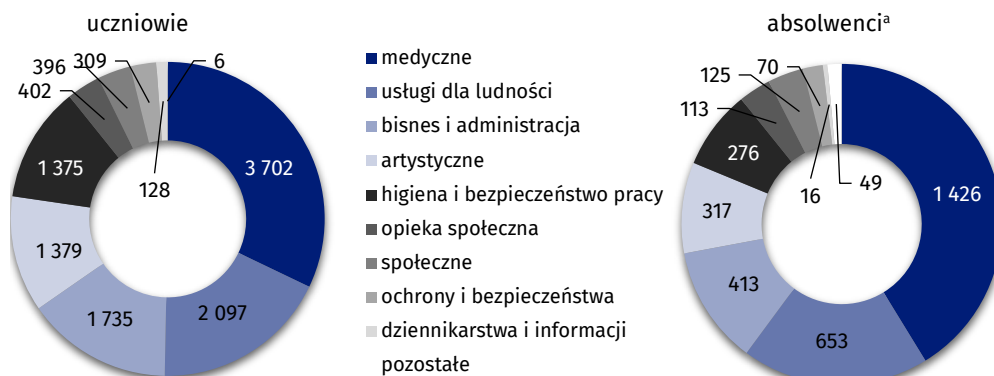 uczniowie
396
309
6
402
1 375
3 702
128
1 379
1 735
2 097
medyczne
usługi dla ludności
bisnes i administracja
artystyczne
higiena i bezpieczeństwo pracy
opieka społeczna
społeczne
ochrony i bezpieczeństwa
dziennikarstwa i informacji
pozostałe
absolwenciᵃ
125
70
113
276
16
49
1 426
317
413
653